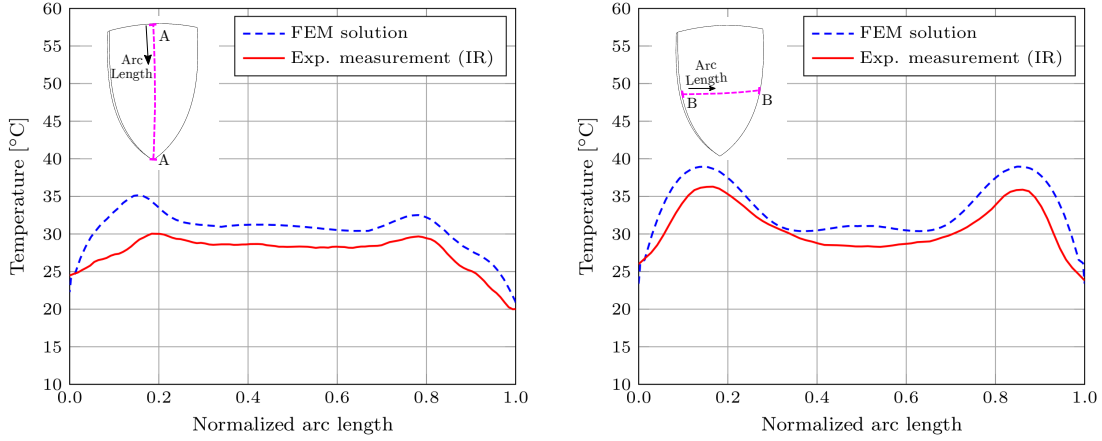 60
55
50
45
40
35
30
25
20
15
10
0.0 0.2 0.4 0.6 0.8 1.0
Temperature [°C]
Normalized arc length
A
Arc
Length
A
FEM solution
Exp. measurement (IR)
60
55
50
45
40
35
30
25
20
15
10
0.0 0.2 0.4 0.6 0.8 1.0
Temperature [°C]
Normalized arc length
Arc
Length
B
B
FEM solution
Exp. measurement (IR)